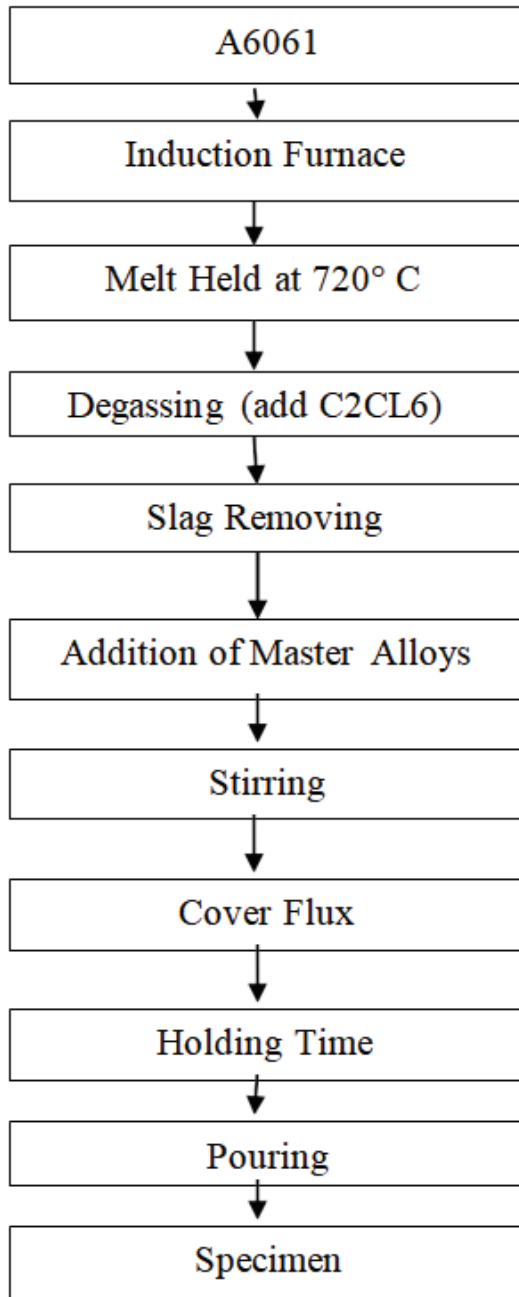 A6061
Induction Furnace
Melt Held at 720° C
Degassing (add C2CL6)
Slag Removing
Addition of Master Alloys
Stirring
Cover Flux
Holding Time
Pouring
Specimen